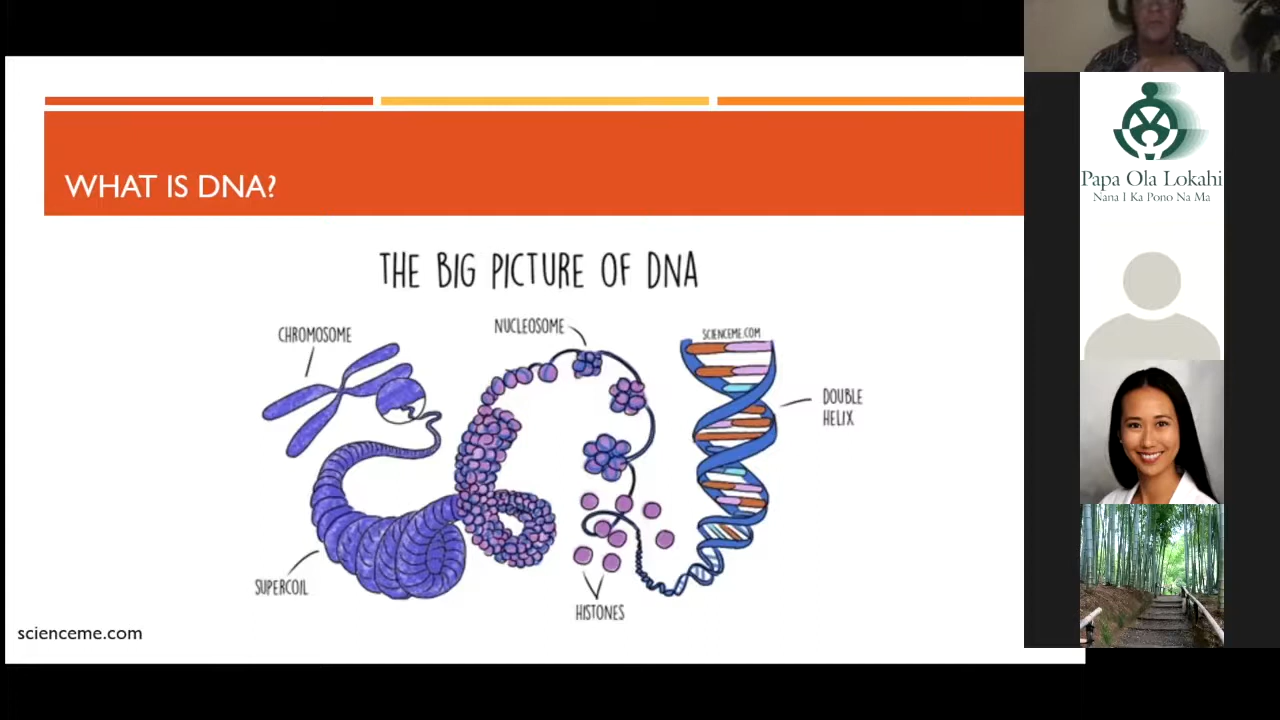 WHAT IS DNA?
THE BIG PICTURE OF DNA
CHROMOSOME
NUCLEOSOME
SCIENCEME.COM
DOUBLE
HELIX
SUPERCOIL
HISTONES
scienceme.com
Papa Ola Lokahi
Nana I Ka Pono Na Ma